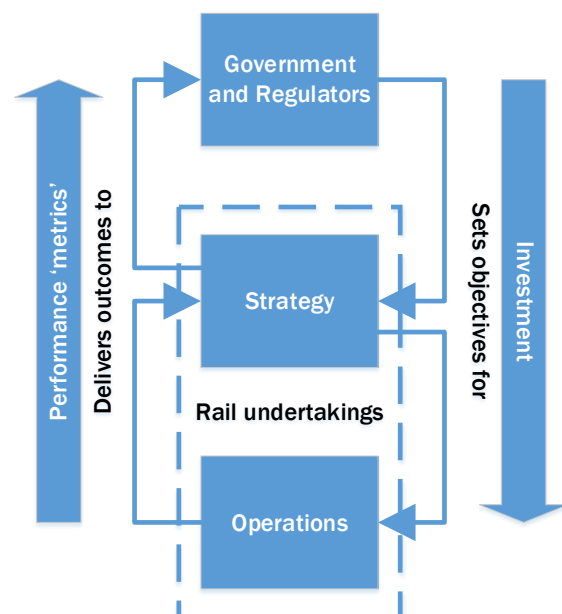 Government
and Regulators
Performance ‘metrics’
Delivers outcomes to
Sets objectives for
Investment
Strategy
Rail undertakings
Operations